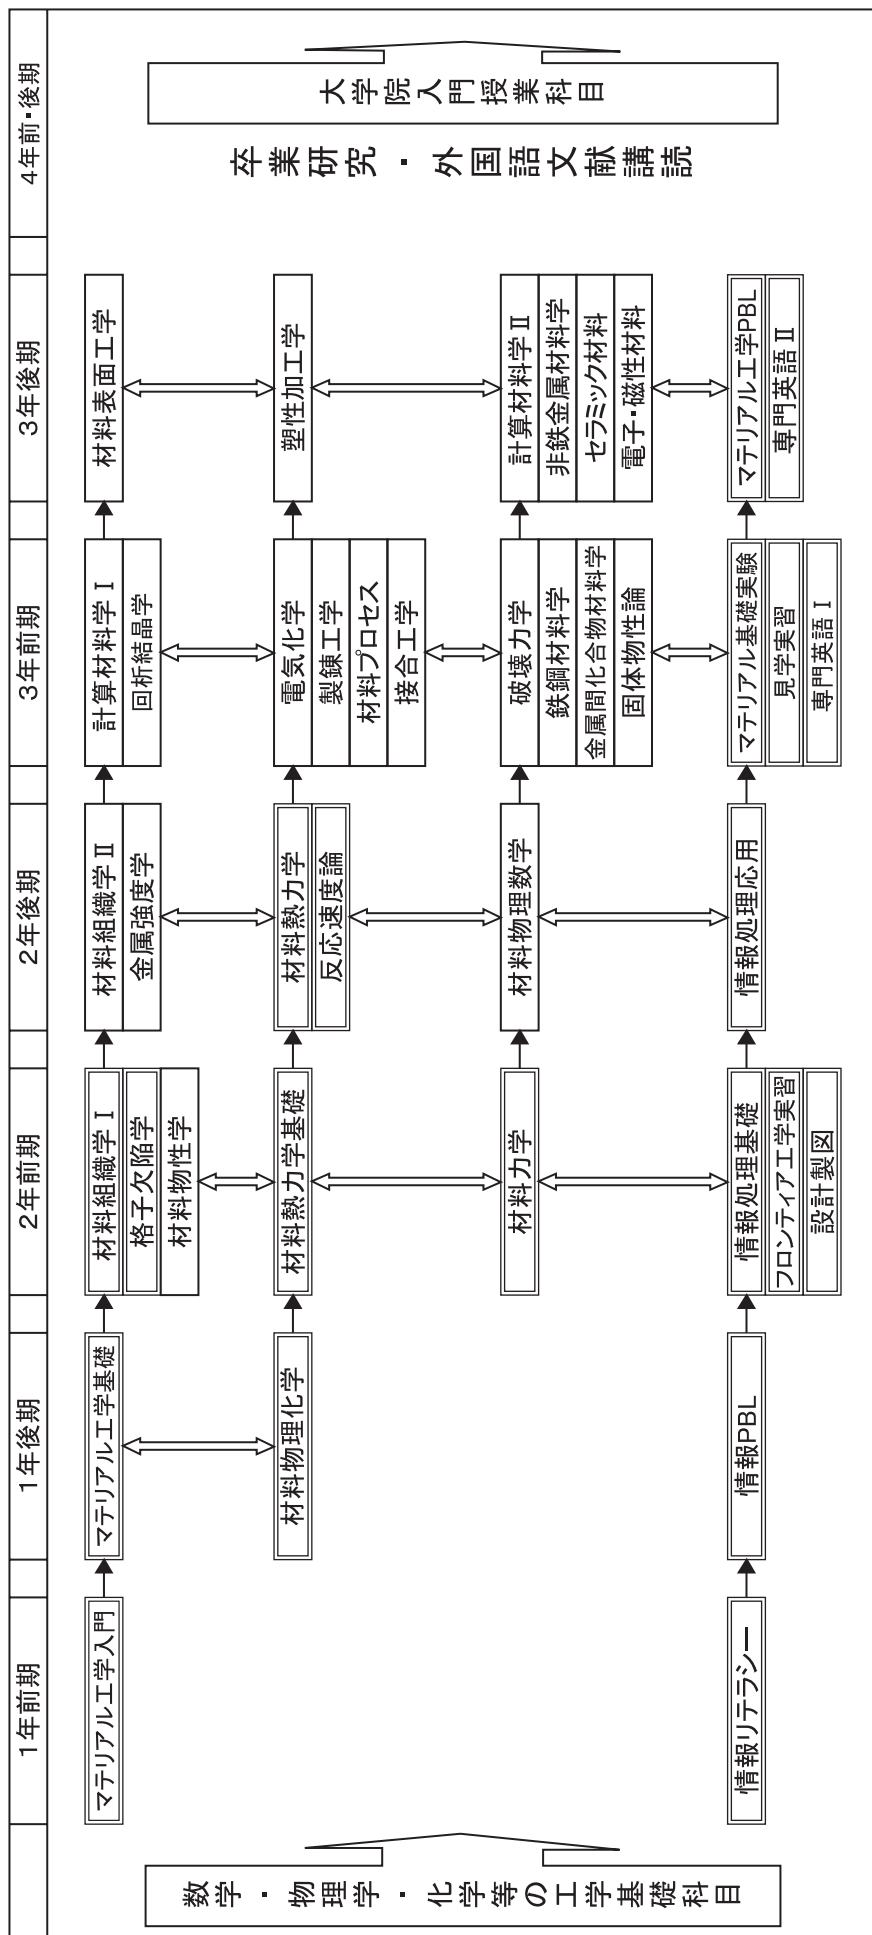 1年前期
1年後期
2年前期
2年後期
3年前期
3年後期
4年前・後期
数学・物理学・化学等の工学基礎科目
マテリアル工学入門
情報リテラシー
マテリアル工学基礎
材料物理化学
情報PBL
材料組織学Ⅰ
格子欠陥学
材料物性学
材料熱力学基礎
材料力学
情報処理基礎
フロンティア工学実習
設計製図
材料組織学Ⅱ
金属強度学
材料熱力学
反応速度論
材料物理数学
情報処理応用
計算材料学Ⅰ
回析結晶学
電気化学
製錬工学
材料プロセス
接合工学
破壊力学
鉄鋼材料学
金属間化合物材料学
固体物性論
マテリアル基礎実験
見学実習
専門英語Ⅰ
材料表面工学
塑性加工学
計算材料学Ⅱ
非鉄金属材料学
セラミック材料
電子・磁性材料
マテリアル工学PBL
専門英語Ⅱ
卒業研究・外国語文献講読
大学院入門授業科目